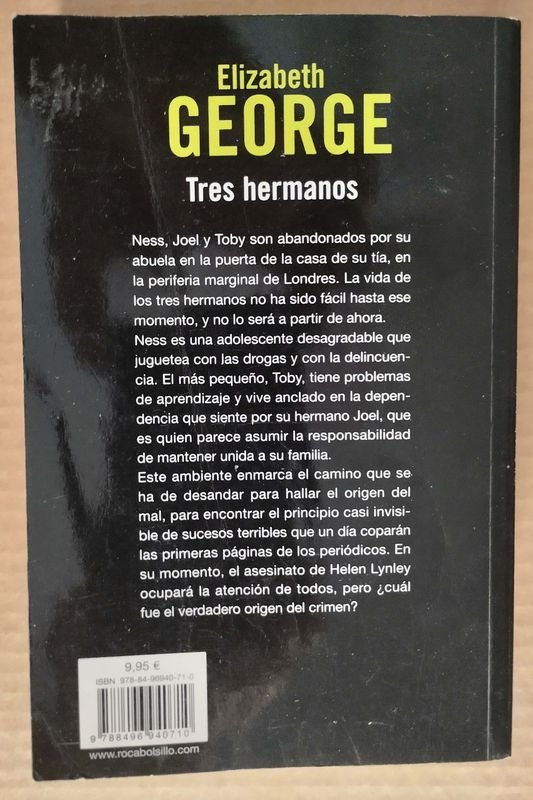 Elizabeth
GEORGE
Tres hermanos
Ness, Joel y Toby son abandonados por su
abuela en la puerta de la casa de su tía, en
la periferia marginal de Londres. La vida de
los tres hermanos no ha sido fácil hasta ese
momento, y no lo será a partir de ahora.
Ness es una adolescente desagradable que
juguetea con las drogas y con la delincuen-
cia. El más pequeño, Toby, tiene problemas
de aprendizaje y vive anclado en la depen-
dencia que siente por su hermano Joel, que
es quien parece asumir la responsabilidad
de mantener unida a su familia.
Este ambiente enmarca el camino que se
ha de desandar para hallar el origen del
mal, para encontrar el principio casi invisi-
ble de sucesos terribles que un día coparán
las primeras páginas de los periódicos. En
su momento, el asesinato de Helen Lynley
ocupará la atención de todos, pero ¿cuál
fue el verdadero origen del crimen?
9,95 €
ISBN 978-84-96940-71-0
9 788496 940710
www.rocabolsillo.com